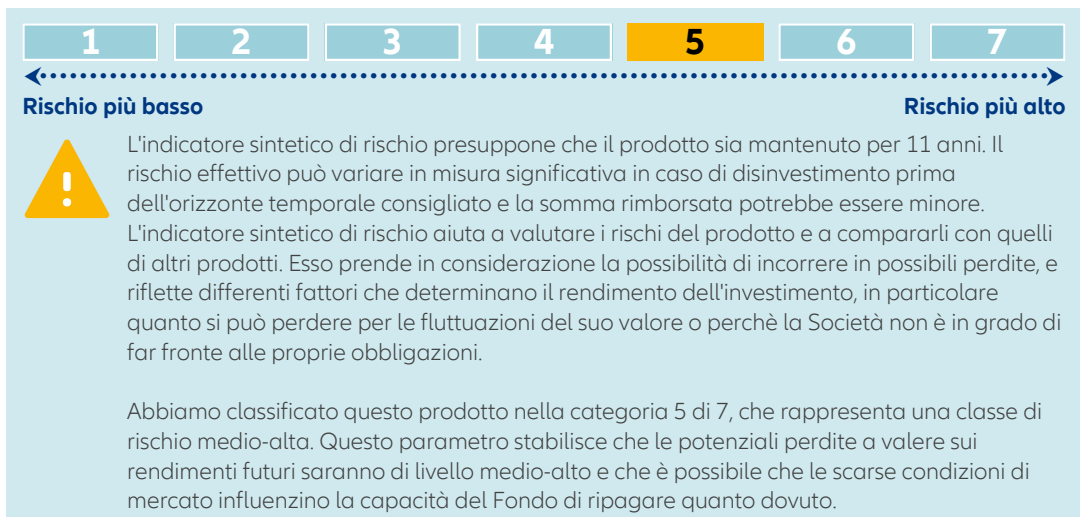 1 2 3 4 5 6 7
Rischio più basso Rischio più alto
L'indicatore sintetico di rischio presuppone che il prodotto sia mantenuto per 11 anni. Il
rischio effettivo può variare in misura significativa in caso di disinvestimento prima
dell'orizzonte temporale consigliato e la somma rimborsata potrebbe essere minore.
L'indicatore sintetico di rischio aiuta a valutare i rischi del prodotto e a compararli con quelli
di altri prodotti. Esso prende in considerazione la possibilità di incorrere in possibili perdite, e
riflette differenti fattori che determinano il rendimento dell'investimento, in particolare
quanto si può perdere per le fluttuazioni del suo valore o perchè la Società non è in grado di
far fronte alle proprie obbligazioni.
Abbiamo classificato questo prodotto nella categoria 5 di 7, che rappresenta una classe di
rischio medio-alta. Questo parametro stabilisce che le potenziali perdite a valere sui
rendimenti futuri saranno di livello medio-alto e che è possibile che le scarse condizioni di
mercato influenzino la capacità del Fondo di ripagare quanto dovuto.